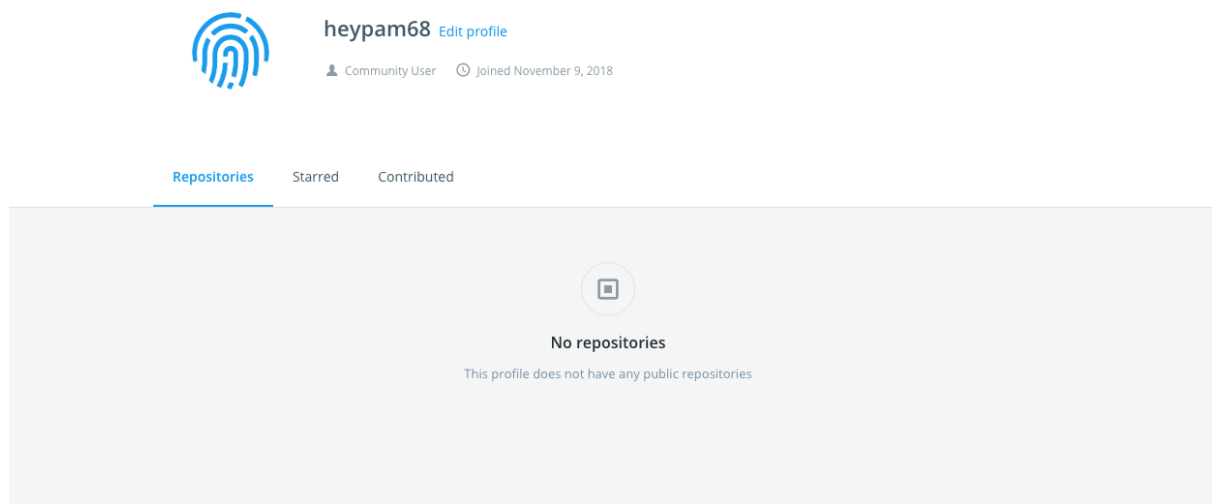 heypam68 Edit profile
Community User Joined November 9, 2018
Repositories Starred Contributed
No repositories
This profile does not have any public repositories